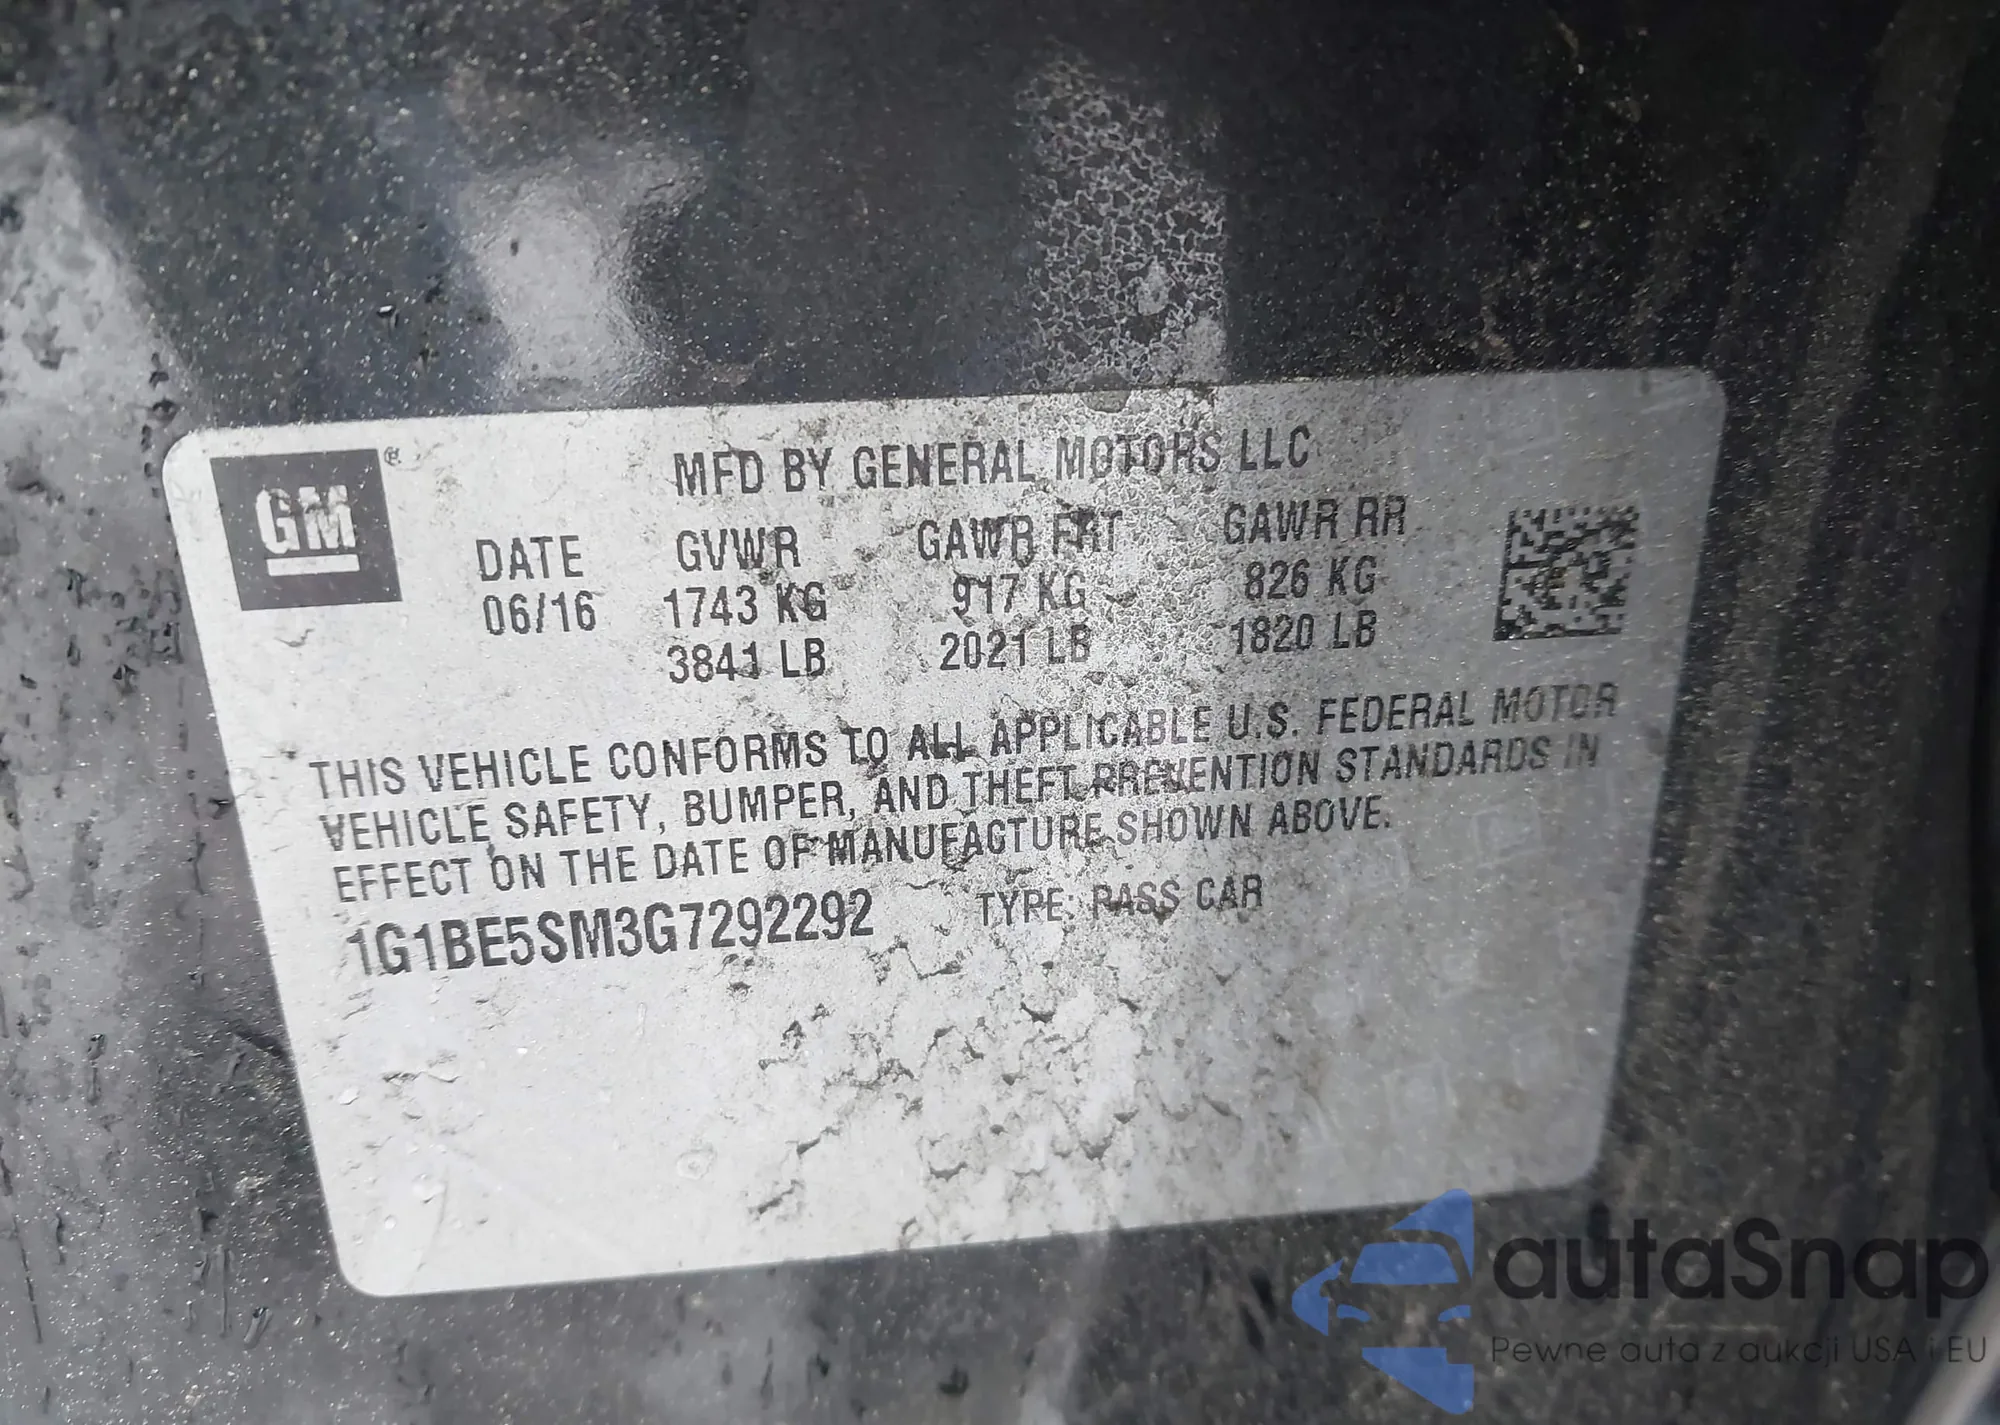 GM®
MFD BY GENERAL MOTORS LLC
DATE GVWR GAWR FRT GAWR RR
06/16 1743 KG 917 KG 826 KG
3841 LB 2021 LB 1820 LB
THIS VEHICLE CONFORMS TO ALL APPLICABLE U.S. FEDERAL MOTOR
VEHICLE SAFETY, BUMPER, AND THEFT PREVENTION STANDARDS IN
EFFECT ON THE DATE OF MANUFACTURE SHOWN ABOVE.
1G1BE5SM3G7292292 TYPE: PASS CAR
autaSnap
Pewne auta z aukcji USA i EU